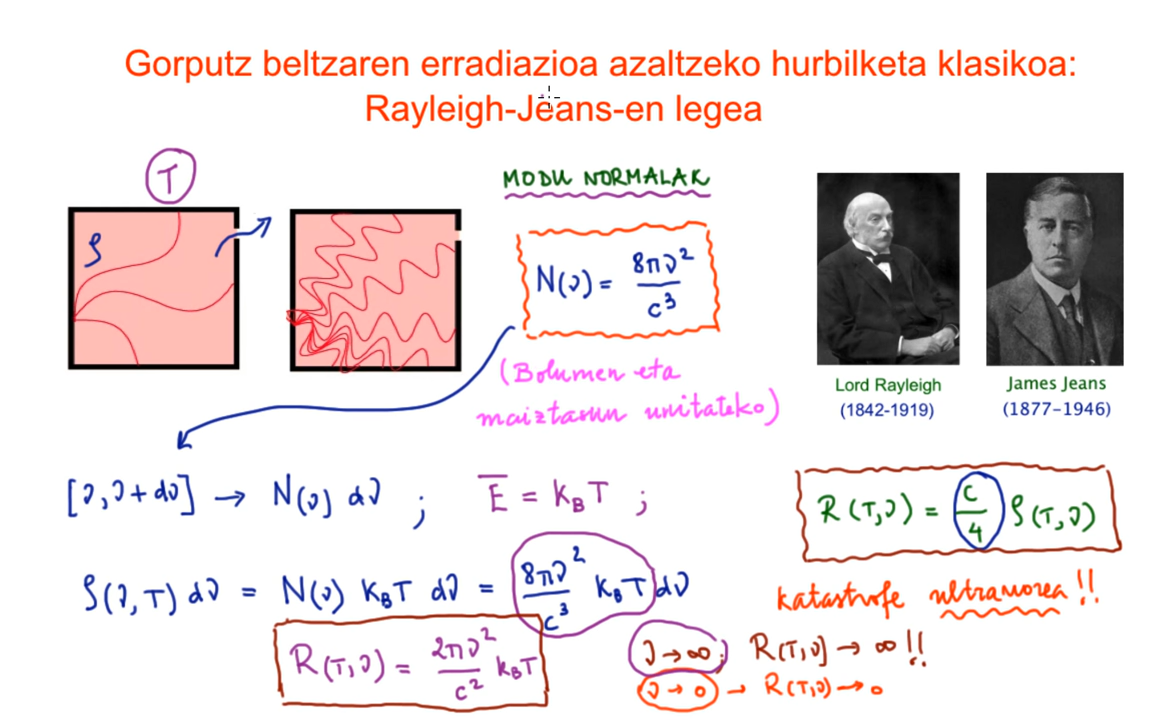 Gorputz beltzaren erradiazioa azaltzeko hurbilketa klasikoa:
Rayleigh-Jeans-en legea
T
ρ
MODU NORMALAK
N(ν) = 8πν²/c³
(Bolumen eta
maiztasun unitateko)
Lord Rayleigh
(1842-1919)
James Jeans
(1877-1946)
[ν, ν+dν] → N(ν) dν ; E̅ = k_B T ;
R(T,ν) = c/4 ρ(T,ν)
ρ(ν,T) dν = N(ν) k_B T dν = 8πν²/c³ k_B T dν
katastrofe ultramorea!!
R(T,ν) = 2πν²/c² k_B T
ν → ∞; R(T,ν) → ∞!!
ν → 0 → R(T,ν) → 0